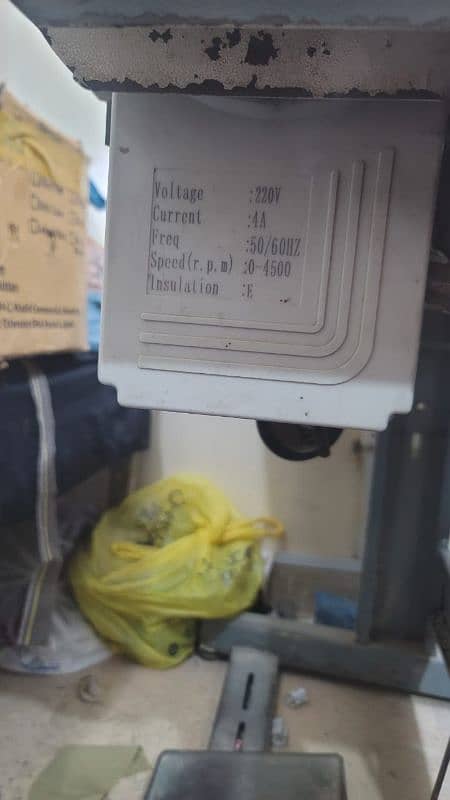 Voltage :220V
Current :4A
Freq :50/60HZ
Speed(r.p.m) :0-4500
Insulation :E